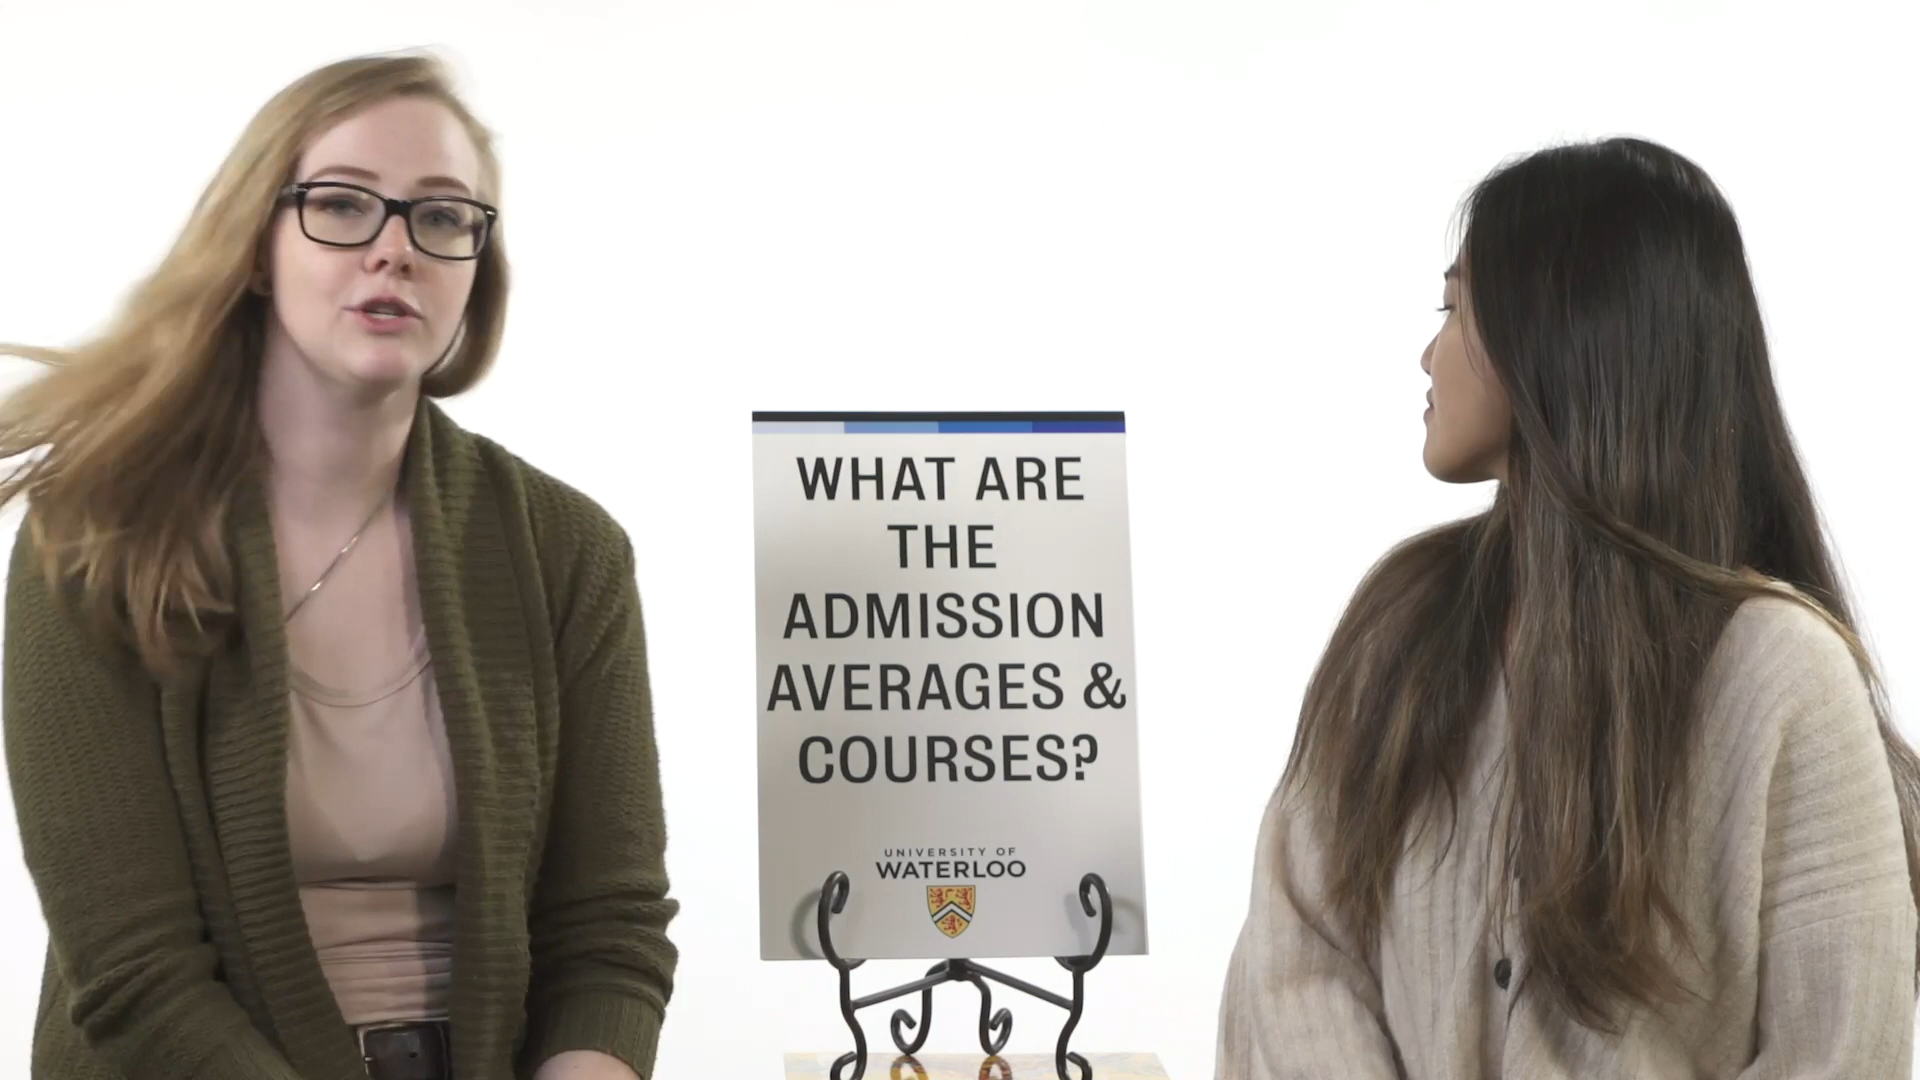 WHAT ARE
THE
ADMISSION
AVERAGES &
COURSES?
UNIVERSITY OF
WATERLOO